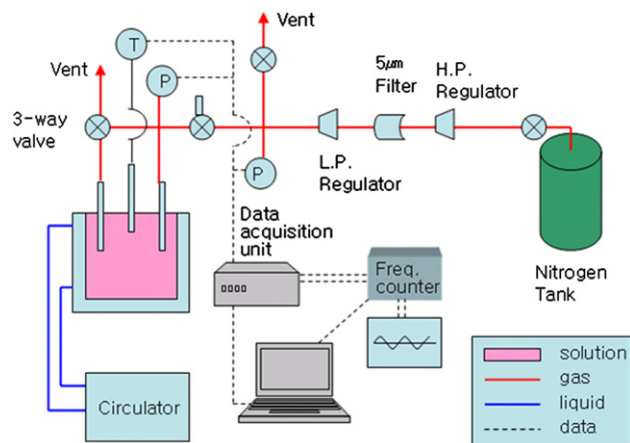 Vent
T
Vent
P
3-way
valve
5μm
Filter
H.P.
Regulator
L.P.
Regulator
P
Data
acquisition
unit
Freq.
counter
Nitrogen
Tank
Circulator
solution
gas
liquid
data